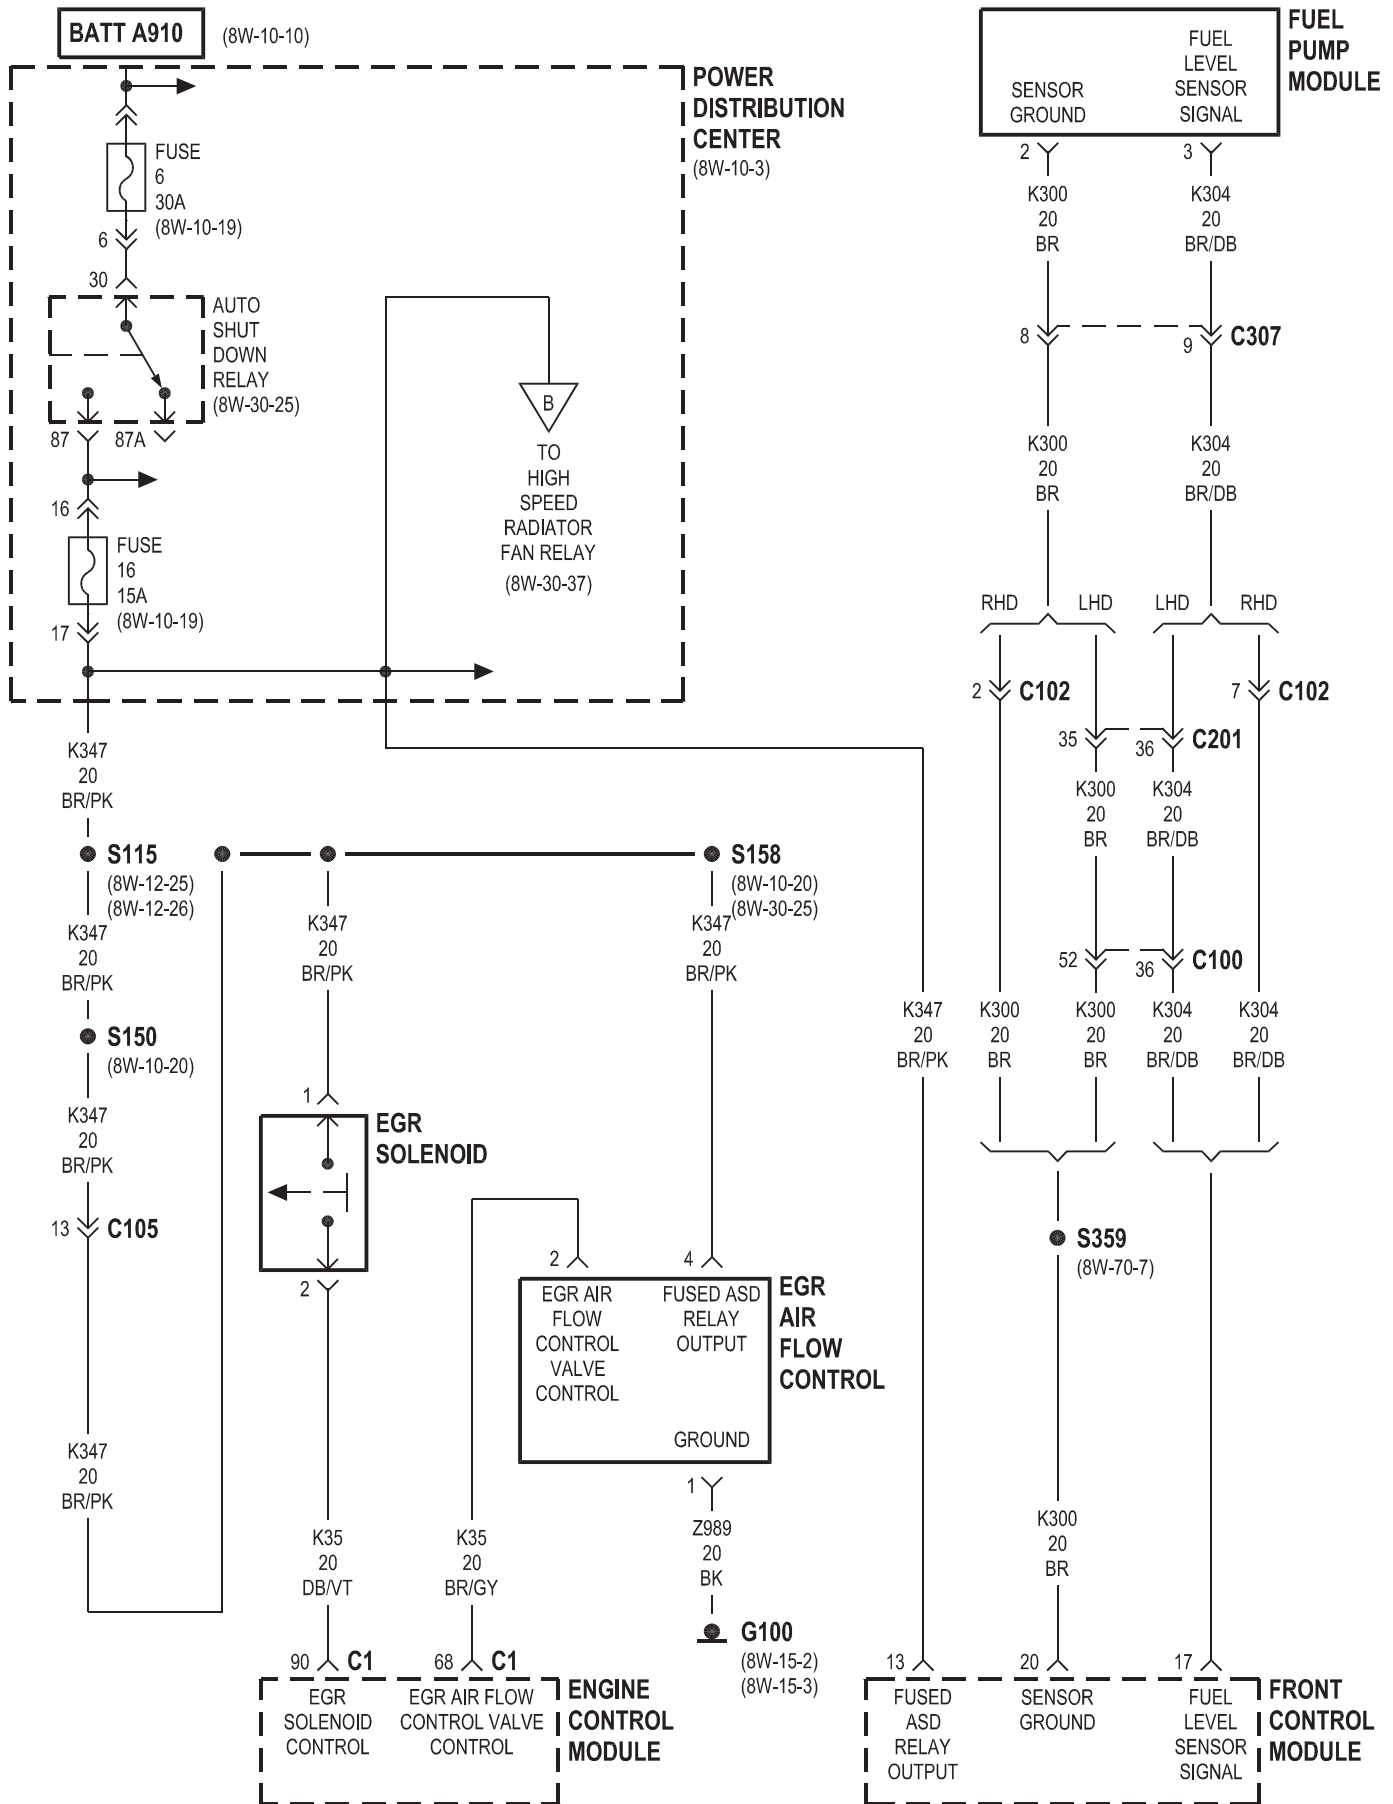 BATT A910 (8W-10-10)
POWER
DISTRIBUTION
CENTER
(8W-10-3)
FUSE
6
30A
(8W-10-19)
6
30
AUTO
SHUT
DOWN
RELAY
(8W-30-25)
87
87A
16
FUSE
16
15A
(8W-10-19)
17
B
TO
HIGH
SPEED
RADIATOR
FAN RELAY
(8W-30-37)
K347
20
BR/PK
S115
(8W-12-25)
(8W-12-26)
K347
20
BR/PK
S150
(8W-10-20)
K347
20
BR/PK
13
C105
K347
20
BR/PK
K347
20
BR/PK
S158
(8W-10-20)
(8W-30-25)
K347
20
BR/PK
1
EGR
SOLENOID
2
2
4
EGR AIR
FLOW
CONTROL
VALVE
CONTROL
FUSED ASD
RELAY
OUTPUT
GROUND
EGR
AIR
FLOW
CONTROL
1
Z989
20
BK
G100
(8W-15-2)
(8W-15-3)
K35
20
DB/VT
K35
20
BR/GY
90
C1
68
C1
EGR
SOLENOID
CONTROL
EGR AIR FLOW
CONTROL VALVE
CONTROL
ENGINE
CONTROL
MODULE
FUEL
PUMP
MODULE
SENSOR
GROUND
FUEL
LEVEL
SENSOR
SIGNAL
2
3
K300
20
BR
K304
20
BR/DB
8
9
C307
K300
20
BR
K304
20
BR/DB
RHD
LHD
LHD
RHD
2
C102
7
C102
35
36
C201
K300
20
BR
K304
20
BR/DB
52
36
C100
K347
20
BR/PK
K300
20
BR
K300
20
BR
K304
20
BR/DB
K304
20
BR/DB
S359
(8W-70-7)
K300
20
BR
13
20
17
FUSED
ASD
RELAY
OUTPUT
SENSOR
GROUND
FUEL
LEVEL
SENSOR
SIGNAL
FRONT
CONTROL
MODULE